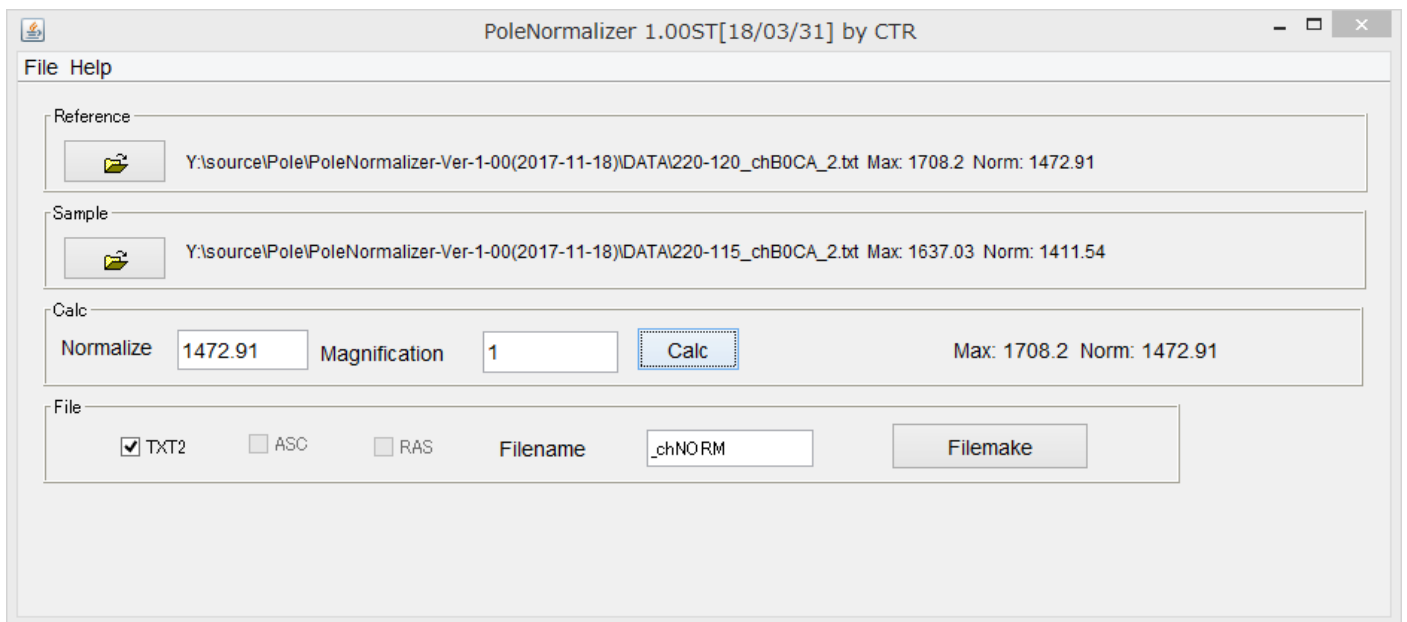 PoleNormalizer 1.00ST[18/03/31] by CTR
File Help
Reference
Y:\source\Pole\PoleNormalizer-Ver-1-00(2017-11-18)\DATA\220-120_chB0CA_2.txt Max: 1708.2 Norm: 1472.91
Sample
Y:\source\Pole\PoleNormalizer-Ver-1-00(2017-11-18)\DATA\220-115_chB0CA_2.txt Max: 1637.03 Norm: 1411.54
Calc
Normalize 1472.91 Magnification 1 Calc Max: 1708.2 Norm: 1472.91
File
TXT2 ASC RAS Filename _chNORM Filemake